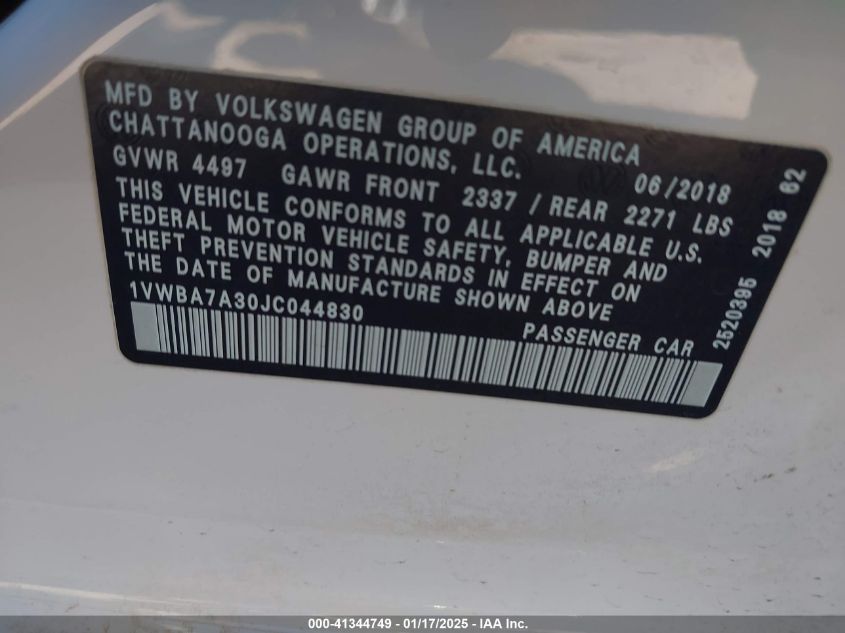 MFD BY VOLKSWAGEN GROUP OF AMERICA
CHATTANOOGA OPERATIONS, LLC.
06/2018
GVWR 4497 GAWR FRONT 2337 / REAR 2271 LBS
THIS VEHICLE CONFORMS TO ALL APPLICABLE U.S.
FEDERAL MOTOR VEHICLE SAFETY, BUMPER AND
THEFT PREVENTION STANDARDS IN EFFECT ON
THE DATE OF MANUFACTURE SHOWN ABOVE
1VWBA7A30JC044830
PASSENGER CAR
2520395 2018 82
000-41344749 — 01/17/2025 - IAA Inc.